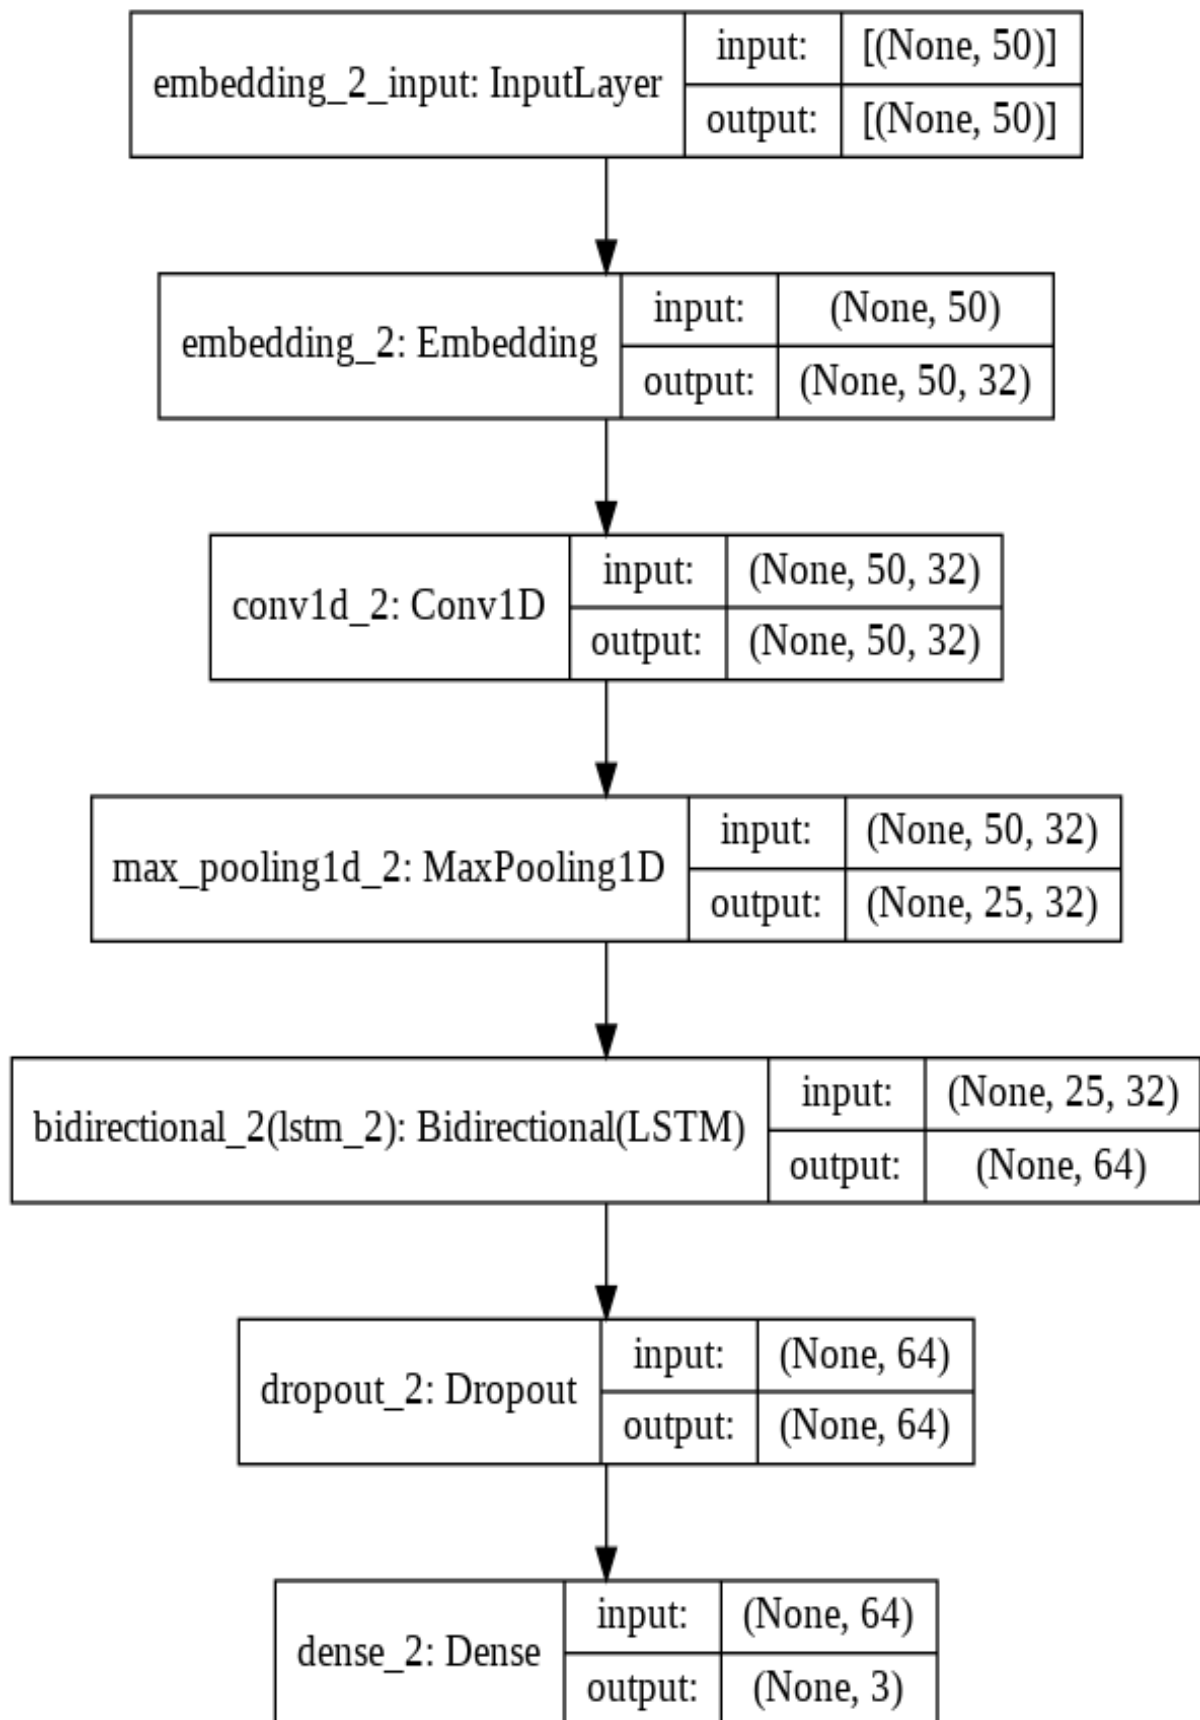 embedding_2_input: InputLayer
input: [(None, 50)]
output: [(None, 50)]
embedding_2: Embedding
input: (None, 50)
output: (None, 50, 32)
conv1d_2: Conv1D
input: (None, 50, 32)
output: (None, 50, 32)
max_pooling1d_2: MaxPooling1D
input: (None, 50, 32)
output: (None, 25, 32)
bidirectional_2(lstm_2): Bidirectional(LSTM)
input: (None, 25, 32)
output: (None, 64)
dropout_2: Dropout
input: (None, 64)
output: (None, 64)
dense_2: Dense
input: (None, 64)
output: (None, 3)